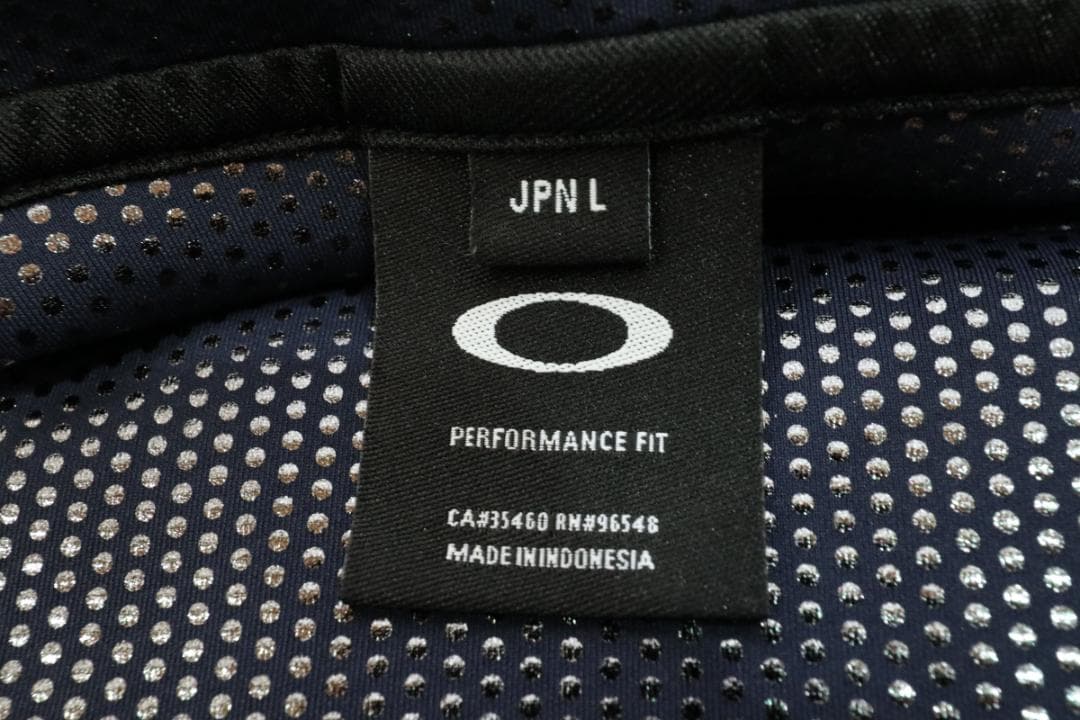 JPN L
PERFORMANCE FIT
CA#35460 RN#96548
MADE IN INDONESIA